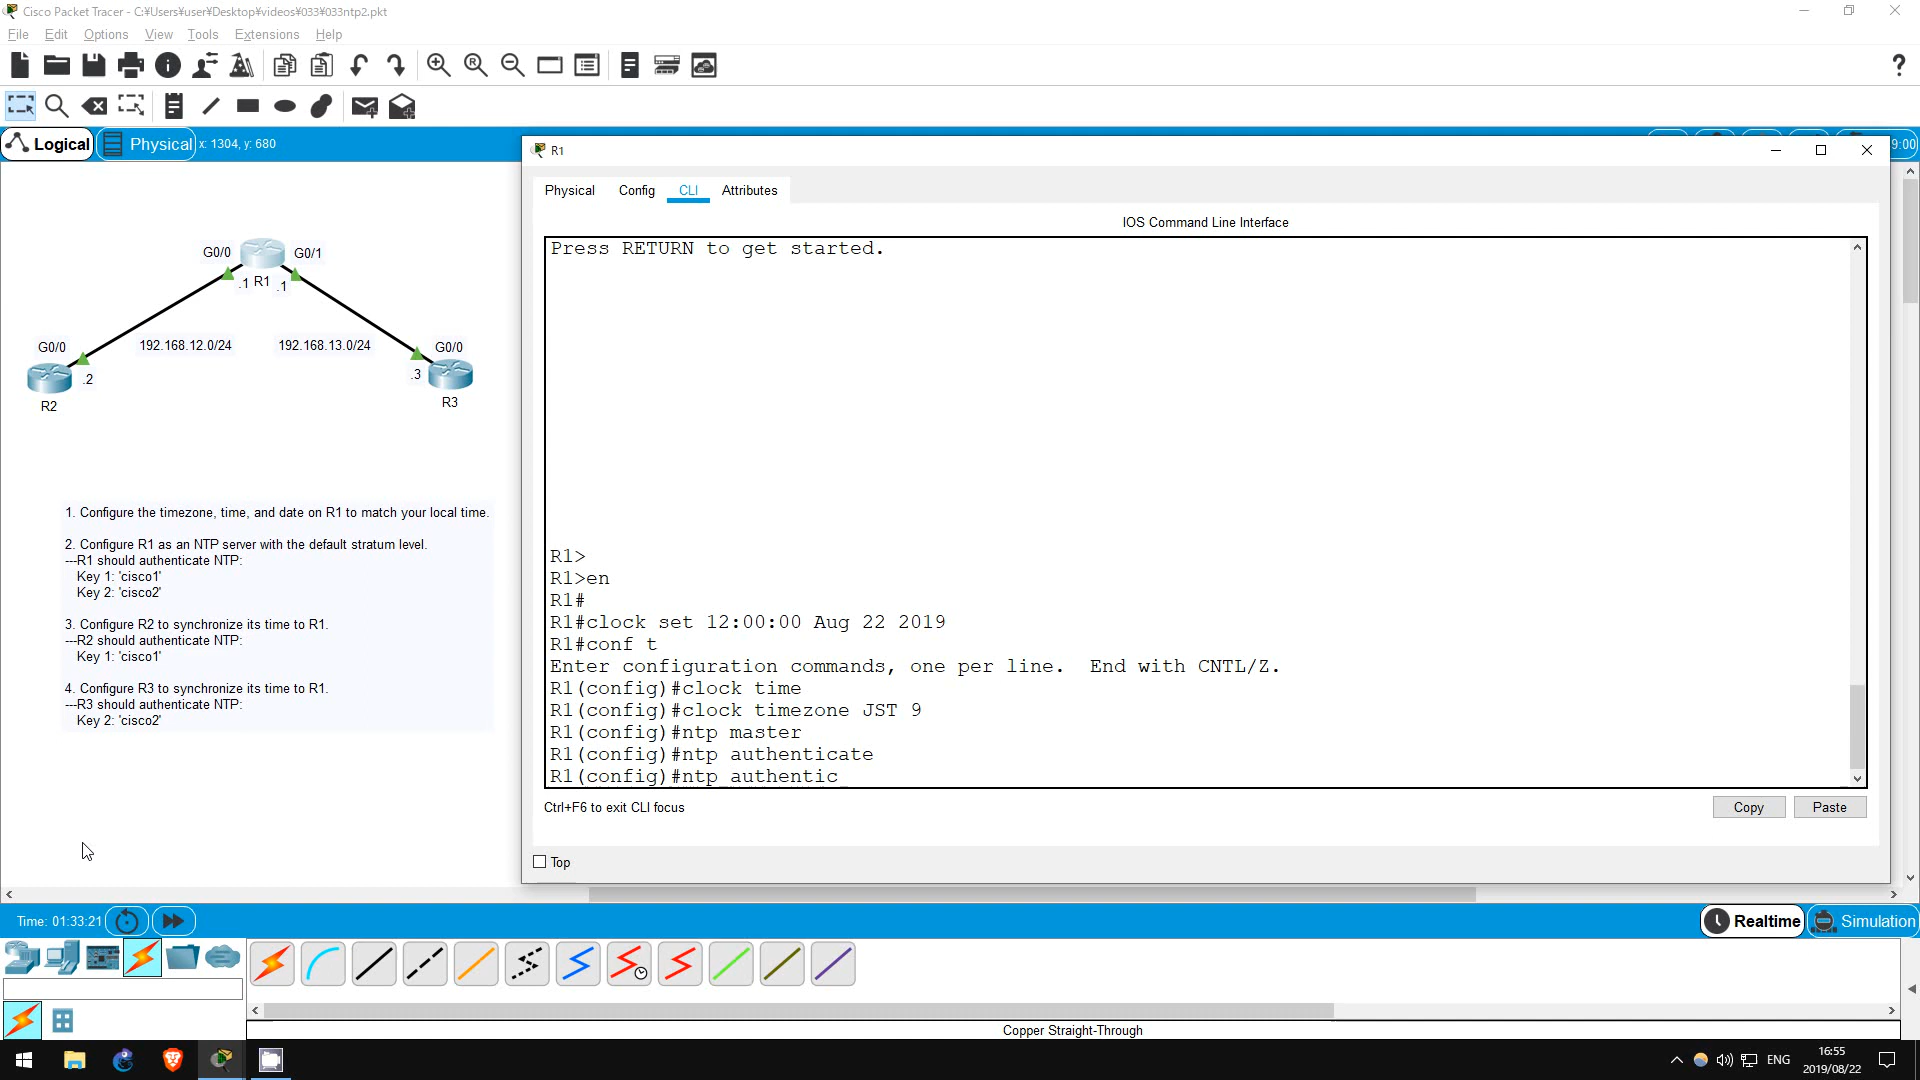 Cisco Packet Tracer - C:¥Users¥user¥Desktop¥videos¥033¥033ntp2.pkt
File Edit Options View Tools Extensions Help
Logical Physical x: 1304, y: 680
9:00
R1
Physical Config CLI Attributes
IOS Command Line Interface
Press RETURN to get started.
R1>
R1>en
R1#
R1#clock set 12:00:00 Aug 22 2019
R1#conf t
Enter configuration commands, one per line.  End with CNTL/Z.
R1(config)#clock time
R1(config)#clock timezone JST 9
R1(config)#ntp master
R1(config)#ntp authenticate
R1(config)#ntp authentic
Ctrl+F6 to exit CLI focus
Copy Paste
Top
G0/0 G0/1
.1 R1 .1
G0/0 192.168.12.0/24 192.168.13.0/24 G0/0
.2 .3
R2 R3
1. Configure the timezone, time, and date on R1 to match your local time.
2. Configure R1 as an NTP server with the default stratum level.
---R1 should authenticate NTP:
Key 1: 'cisco1'
Key 2: 'cisco2'
3. Configure R2 to synchronize its time to R1.
---R2 should authenticate NTP:
Key 1: 'cisco1'
4. Configure R3 to synchronize its time to R1.
---R3 should authenticate NTP:
Key 2: 'cisco2'
Time: 01:33:21
Realtime Simulation
Copper Straight-Through
ENG
16:55
2019/08/22